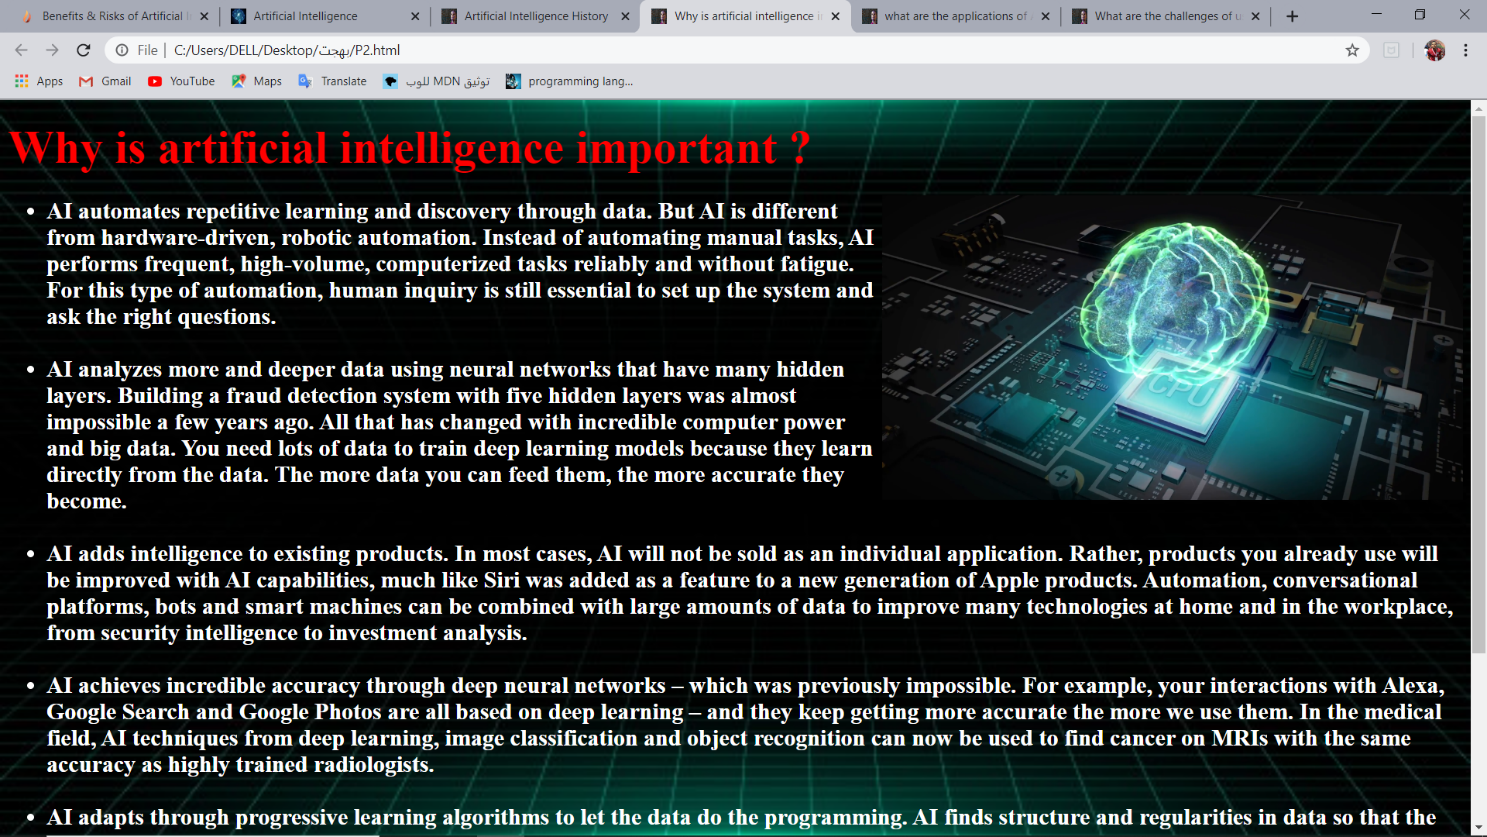 Benefits & Risks of Artificial I
Artificial Intelligence
Artificial Intelligence History
Why is artificial intelligence i
what are the applications of
What are the challenges of u
File
C:/Users/DELL/Desktop/بهجت/P2.html
Apps
Gmail
YouTube
Maps
Translate
توثيق MDN للوب
programming lang...
Why is artificial intelligence important ?
• AI automates repetitive learning and discovery through data. But AI is different
from hardware-driven, robotic automation. Instead of automating manual tasks, AI
performs frequent, high-volume, computerized tasks reliably and without fatigue.
For this type of automation, human inquiry is still essential to set up the system and
ask the right questions.
• AI analyzes more and deeper data using neural networks that have many hidden
layers. Building a fraud detection system with five hidden layers was almost
impossible a few years ago. All that has changed with incredible computer power
and big data. You need lots of data to train deep learning models because they learn
directly from the data. The more data you can feed them, the more accurate they
become.
CPU
• AI adds intelligence to existing products. In most cases, AI will not be sold as an individual application. Rather, products you already use will
be improved with AI capabilities, much like Siri was added as a feature to a new generation of Apple products. Automation, conversational
platforms, bots and smart machines can be combined with large amounts of data to improve many technologies at home and in the workplace,
from security intelligence to investment analysis.
• AI achieves incredible accuracy through deep neural networks – which was previously impossible. For example, your interactions with Alexa,
Google Search and Google Photos are all based on deep learning – and they keep getting more accurate the more we use them. In the medical
field, AI techniques from deep learning, image classification and object recognition can now be used to find cancer on MRIs with the same
accuracy as highly trained radiologists.
• AI adapts through progressive learning algorithms to let the data do the programming. AI finds structure and regularities in data so that the